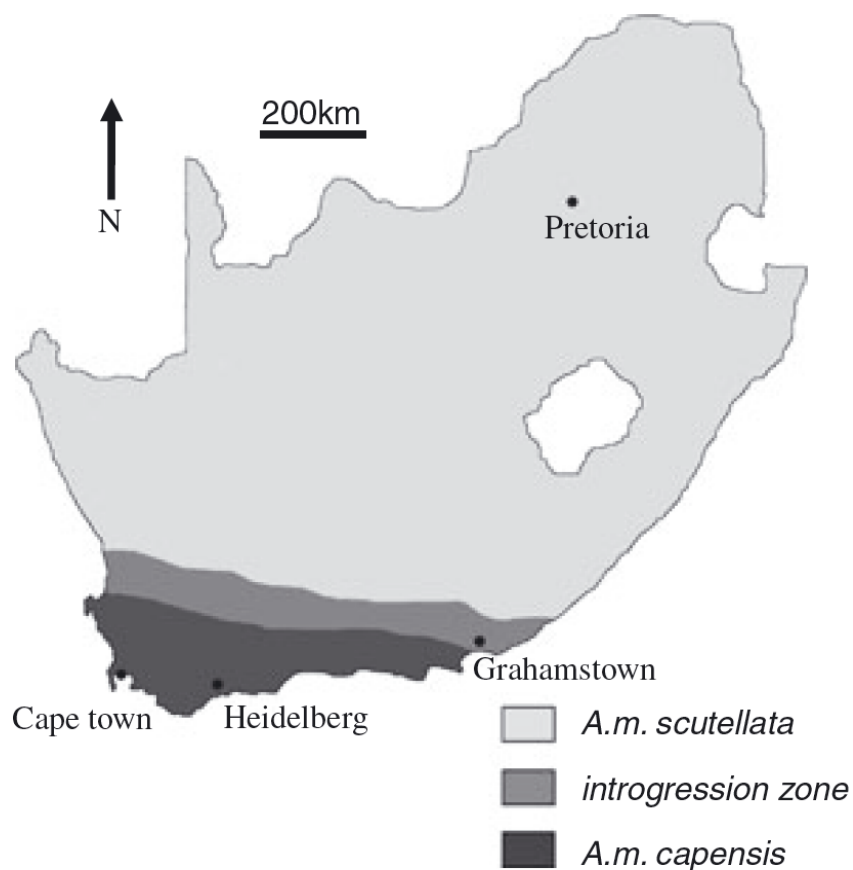 200km
N
Pretoria
Grahamstown
Cape town
Heidelberg
A.m. scutellata
introgression zone
A.m. capensis